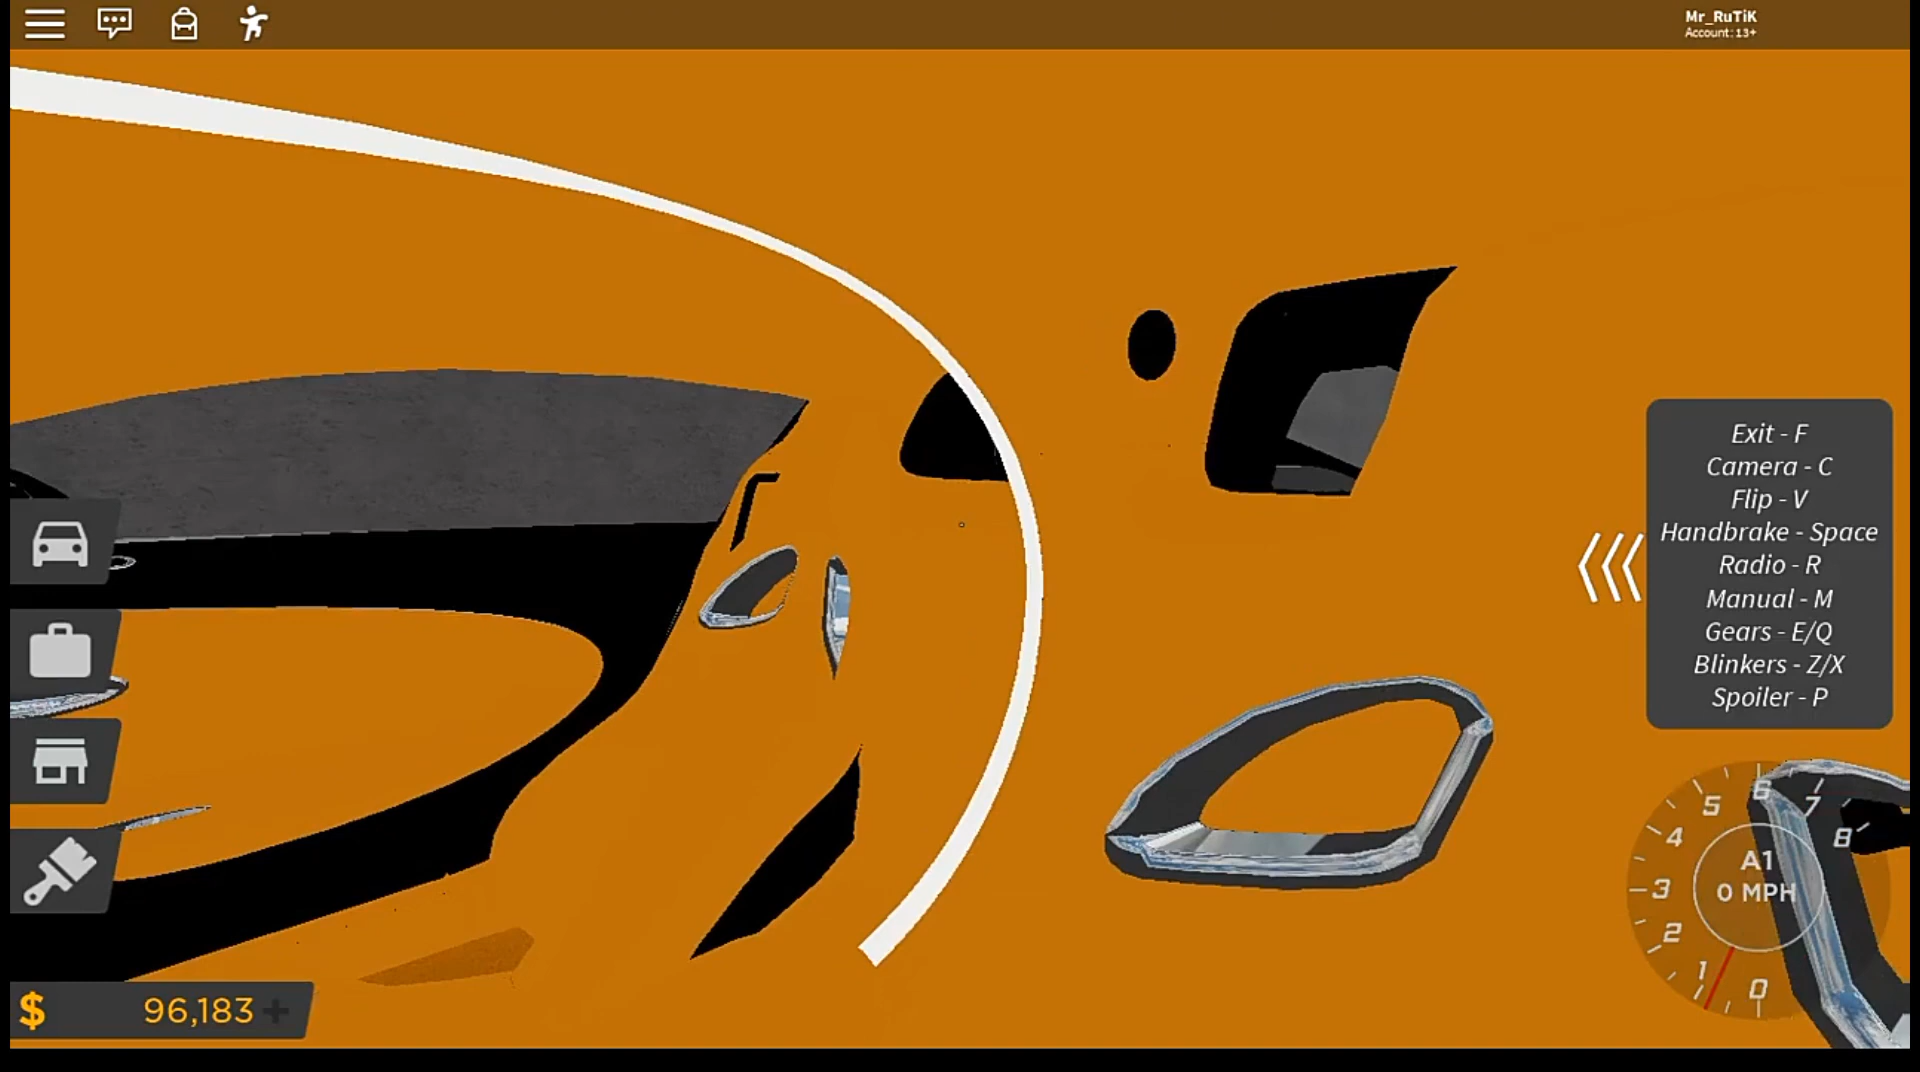 Mr_RuTiK
Account: 13+
Exit - F
Camera - C
Flip - V
Handbrake - Space
Radio - R
Manual - M
Gears - E/Q
Blinkers - Z/X
Spoiler - P
5
6
7
4
8
A1
3
0 MPH
2
1
0
$ 96,183 +